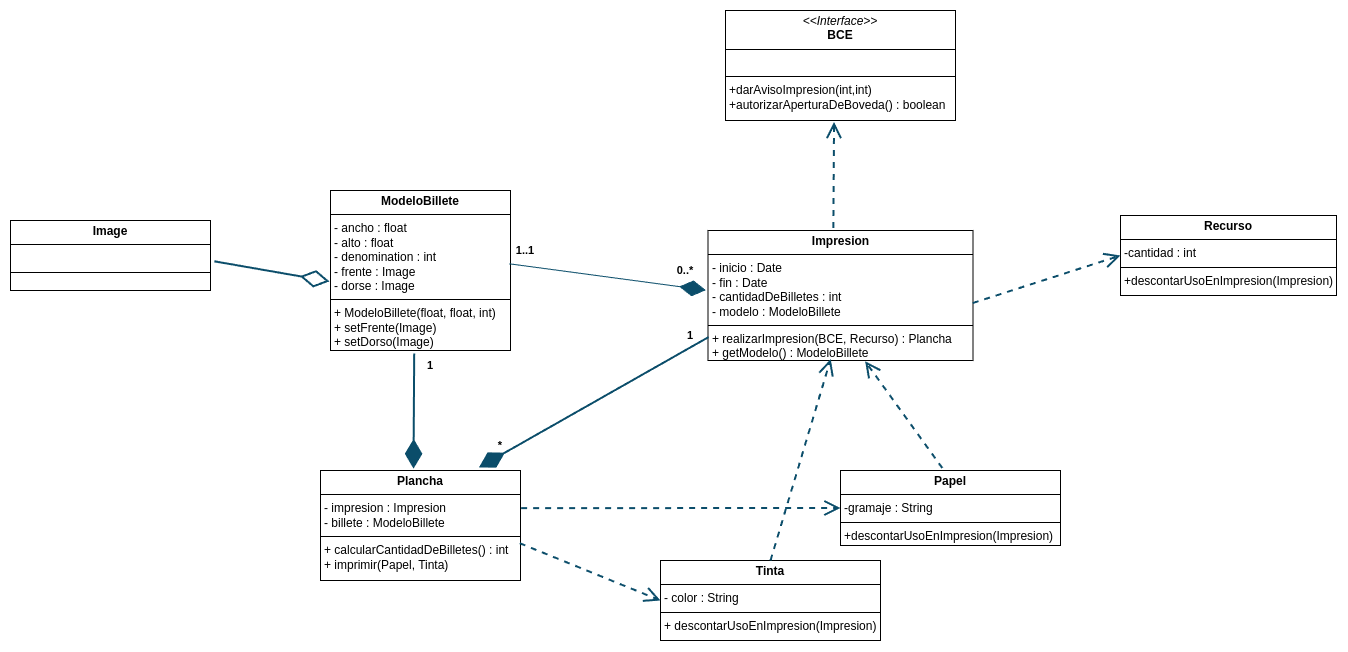 <<Interface>>
BCE
+darAvisoImpresion(int,int)
+autorizarAperturaDeBoveda() : boolean
Image
ModeloBillete
- ancho : float
- alto : float
- denomination : int
- frente : Image
- dorse : Image
+ ModeloBillete(float, float, int)
+ setFrente(Image)
+ setDorso(Image)
1..1
0..*
Impresion
- inicio : Date
- fin : Date
- cantidadDeBilletes : int
- modelo : ModeloBillete
+ realizarImpresion(BCE, Recurso) : Plancha
+ getModelo() : ModeloBillete
Recurso
-cantidad : int
+descontarUsoEnImpresion(Impresion)
1
1
*
Plancha
- impresion : Impresion
- billete : ModeloBillete
+ calcularCantidadDeBilletes() : int
+ imprimir(Papel, Tinta)
Papel
-gramaje : String
+descontarUsoEnImpresion(Impresion)
Tinta
- color : String
+ descontarUsoEnImpresion(Impresion)